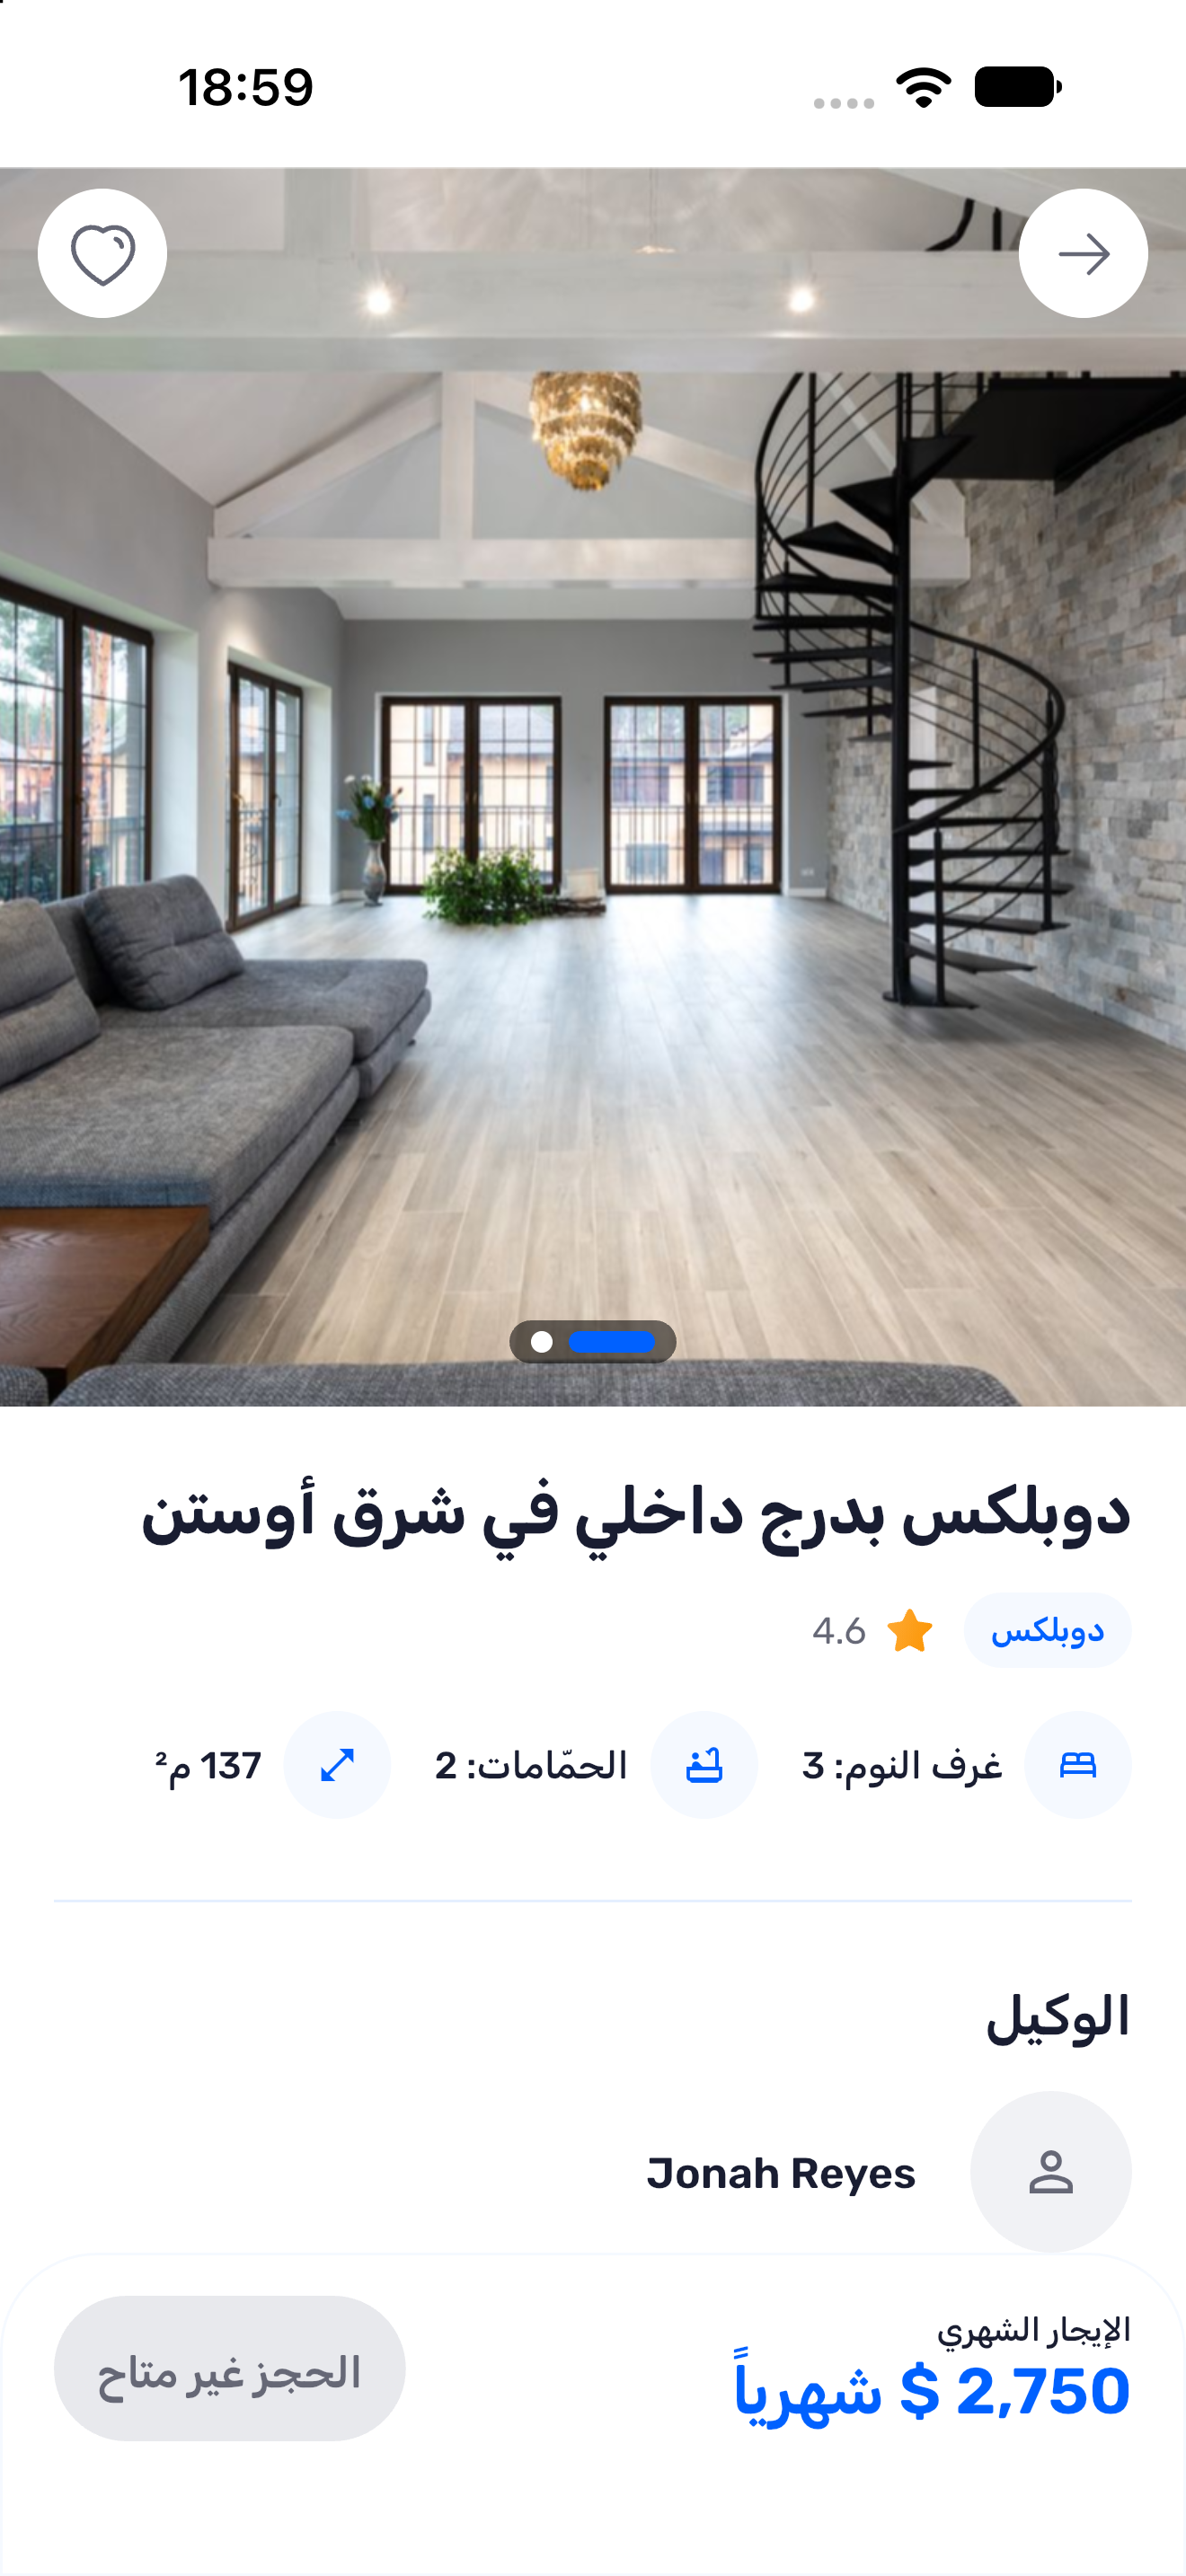 18:59
دوبلكس بدرج داخلي في شرق أوستن
دوبلكس 4.6
غرف النوم: 3 الحمّامات: 2 137 م²
الوكيل
Jonah Reyes
الإيجار الشهري
2,750 $ شهرياً
الحجز غير متاح